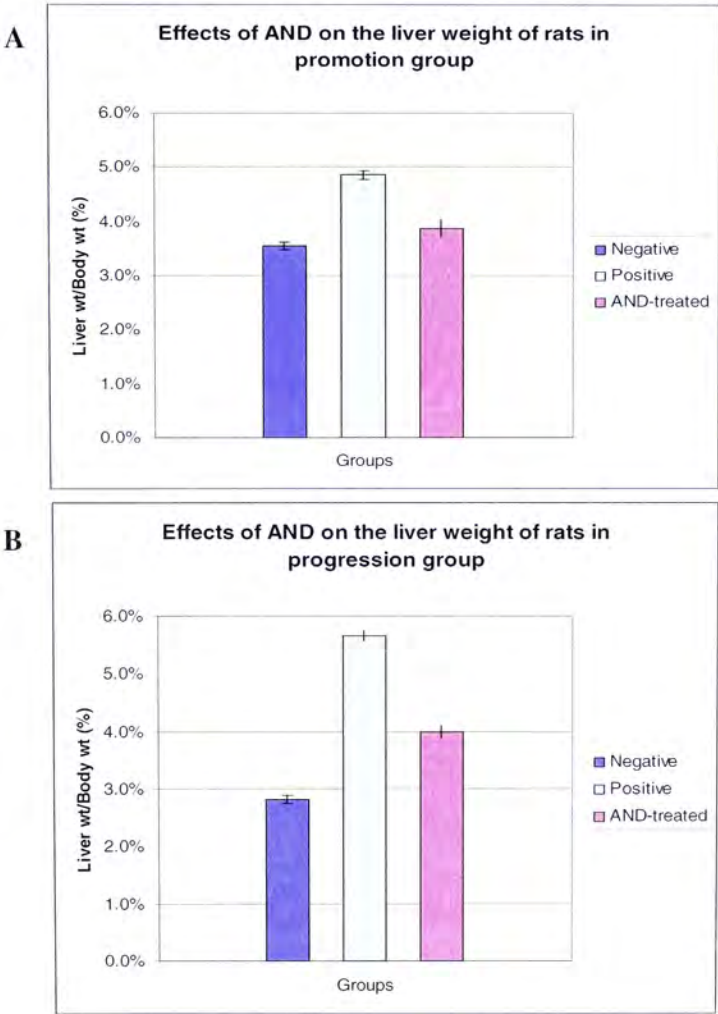 A
Effects of AND on the liver weight of rats in
promotion group
6.0%
5.0%
4.0%
3.0%
2.0%
1.0%
0.0%
Liver wt/Body wt (%)
Groups
Negative
Positive
AND-treated
B
Effects of AND on the liver weight of rats in
progression group
6.0%
5.0%
4.0%
3.0%
2.0%
1.0%
0.0%
Liver wt/Body wt (%)
Groups
Negative
Positive
AND-treated